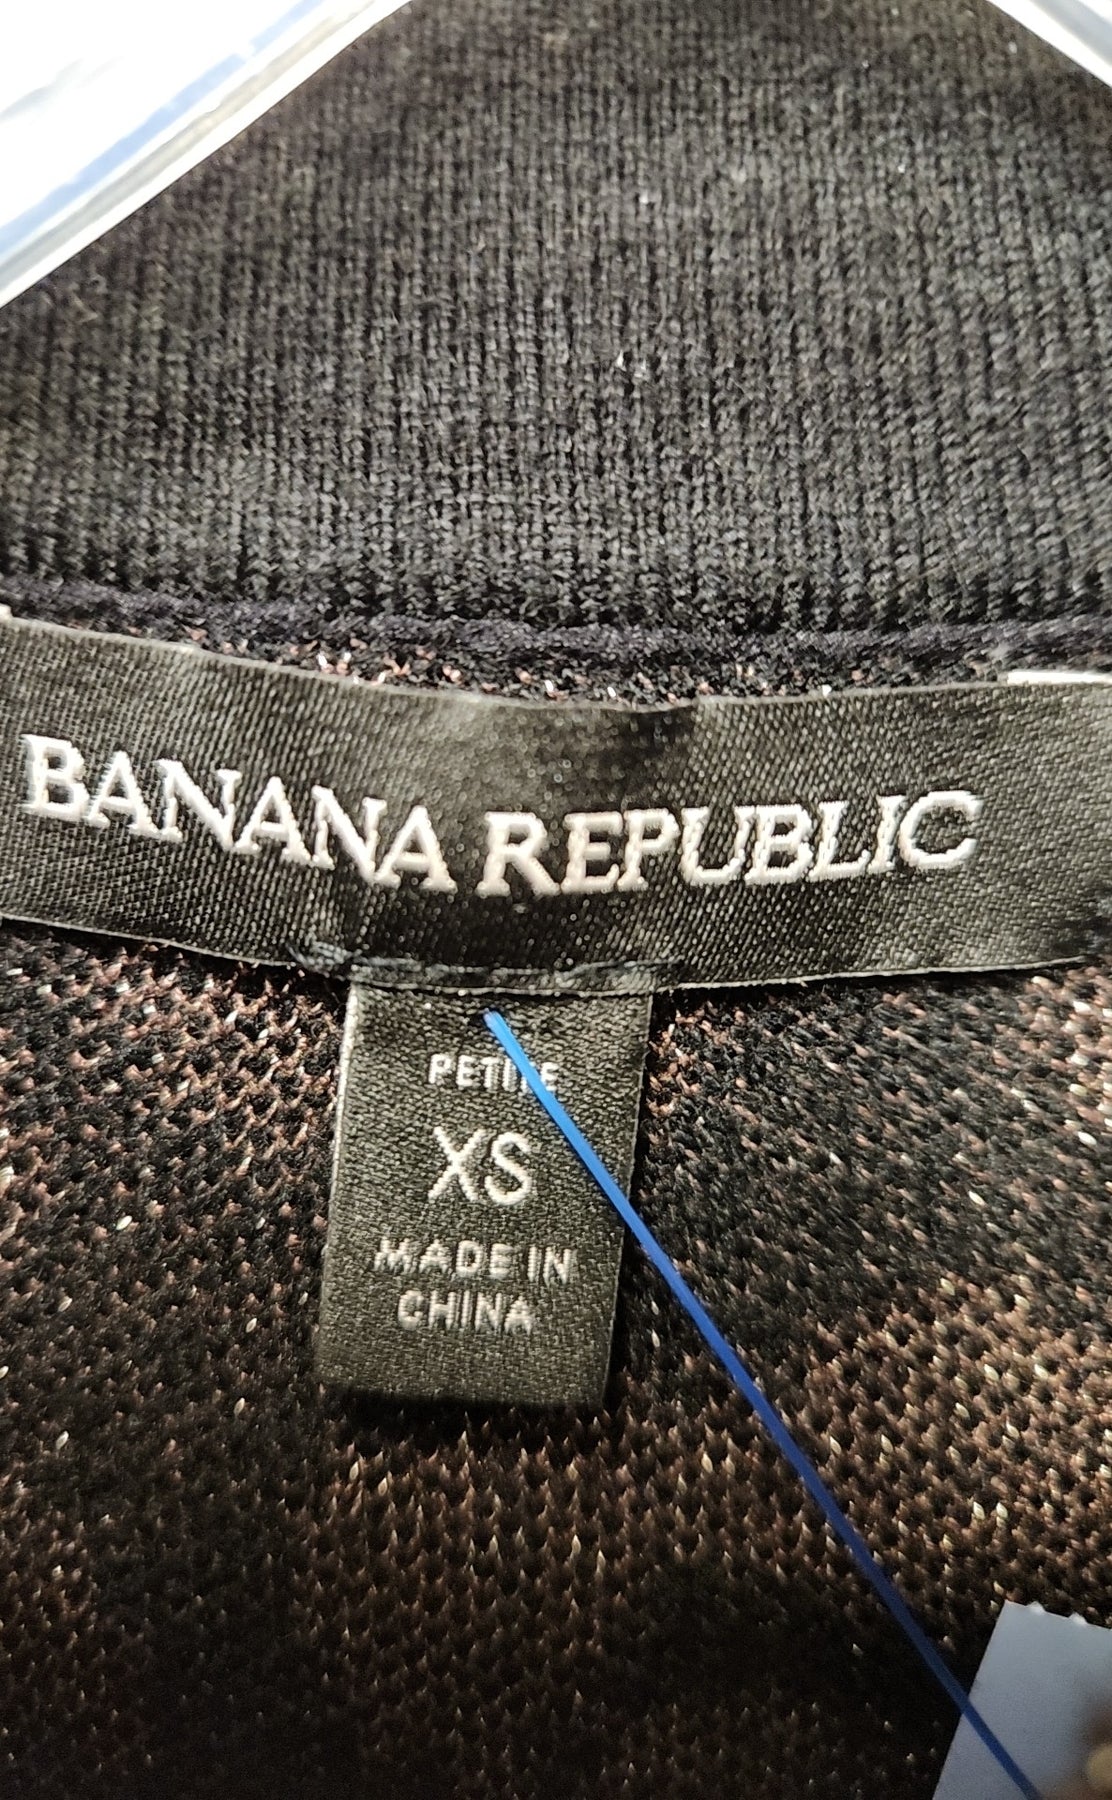 BANANA REPUBLIC
PETITE
XS
MADE IN
CHINA